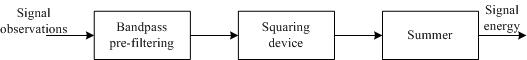 Signal
observations
Bandpass
pre-filtering
Squaring
device
Summer
Signal
energy